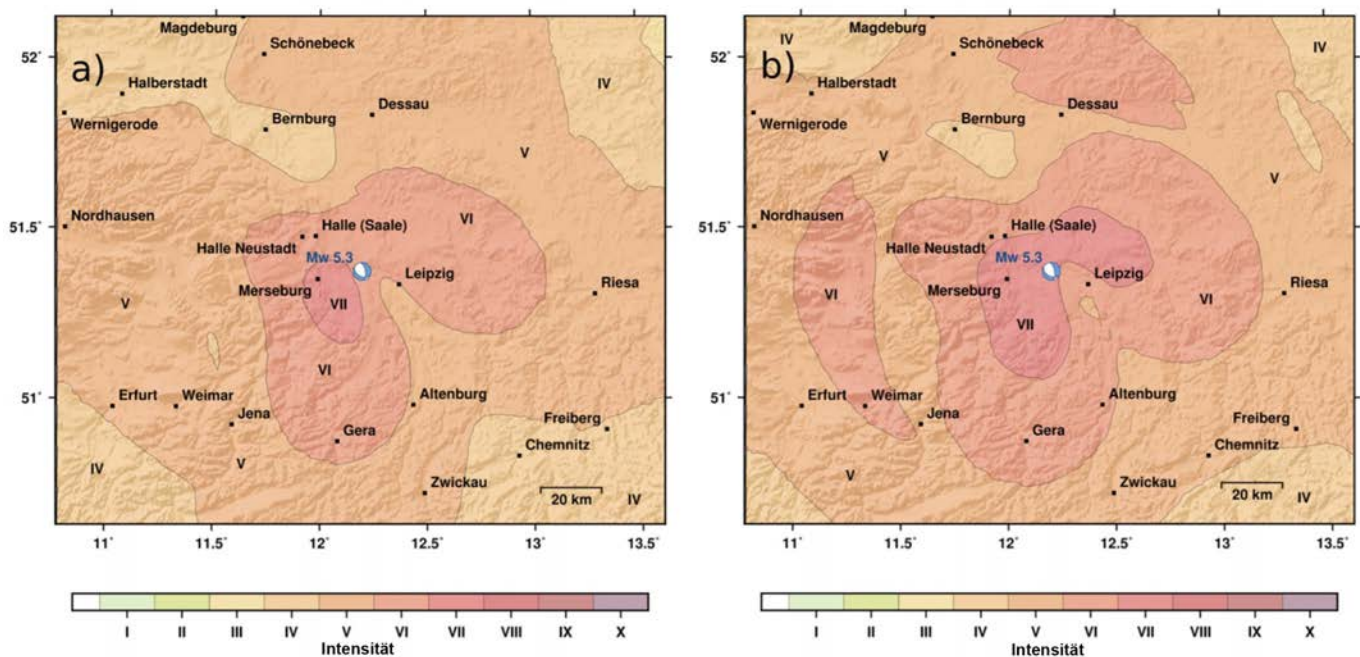 a)
Magdeburg
Schönebeck
52°
Halberstadt
IV
Wernigerode
Bernburg
Dessau
V
51.5°
Nordhausen
Halle (Saale)
VI
Halle Neustadt
Mw 5.3
Merseburg
Leipzig
Riesa
V
VII
VI
51°
Erfurt
Weimar
Jena
Altenburg
Gera
Freiberg
Chemnitz
IV
V
Zwickau
20 km
IV
11°
11.5°
12°
12.5°
13°
13.5°
I II III IV V VI VII VIII IX X
Intensität
b)
IV
Magdeburg
Schönebeck
52°
Halberstadt
IV
Wernigerode
Bernburg
Dessau
V
V
51.5°
Nordhausen
Halle (Saale)
Halle Neustadt
Mw 5.3
Merseburg
Leipzig
Riesa
VI
VII
VI
51°
Erfurt
Weimar
Jena
Altenburg
Gera
Freiberg
Chemnitz
V
Zwickau
20 km
IV
11°
11.5°
12°
12.5°
13°
13.5°
I II III IV V VI VII VIII IX X
Intensität